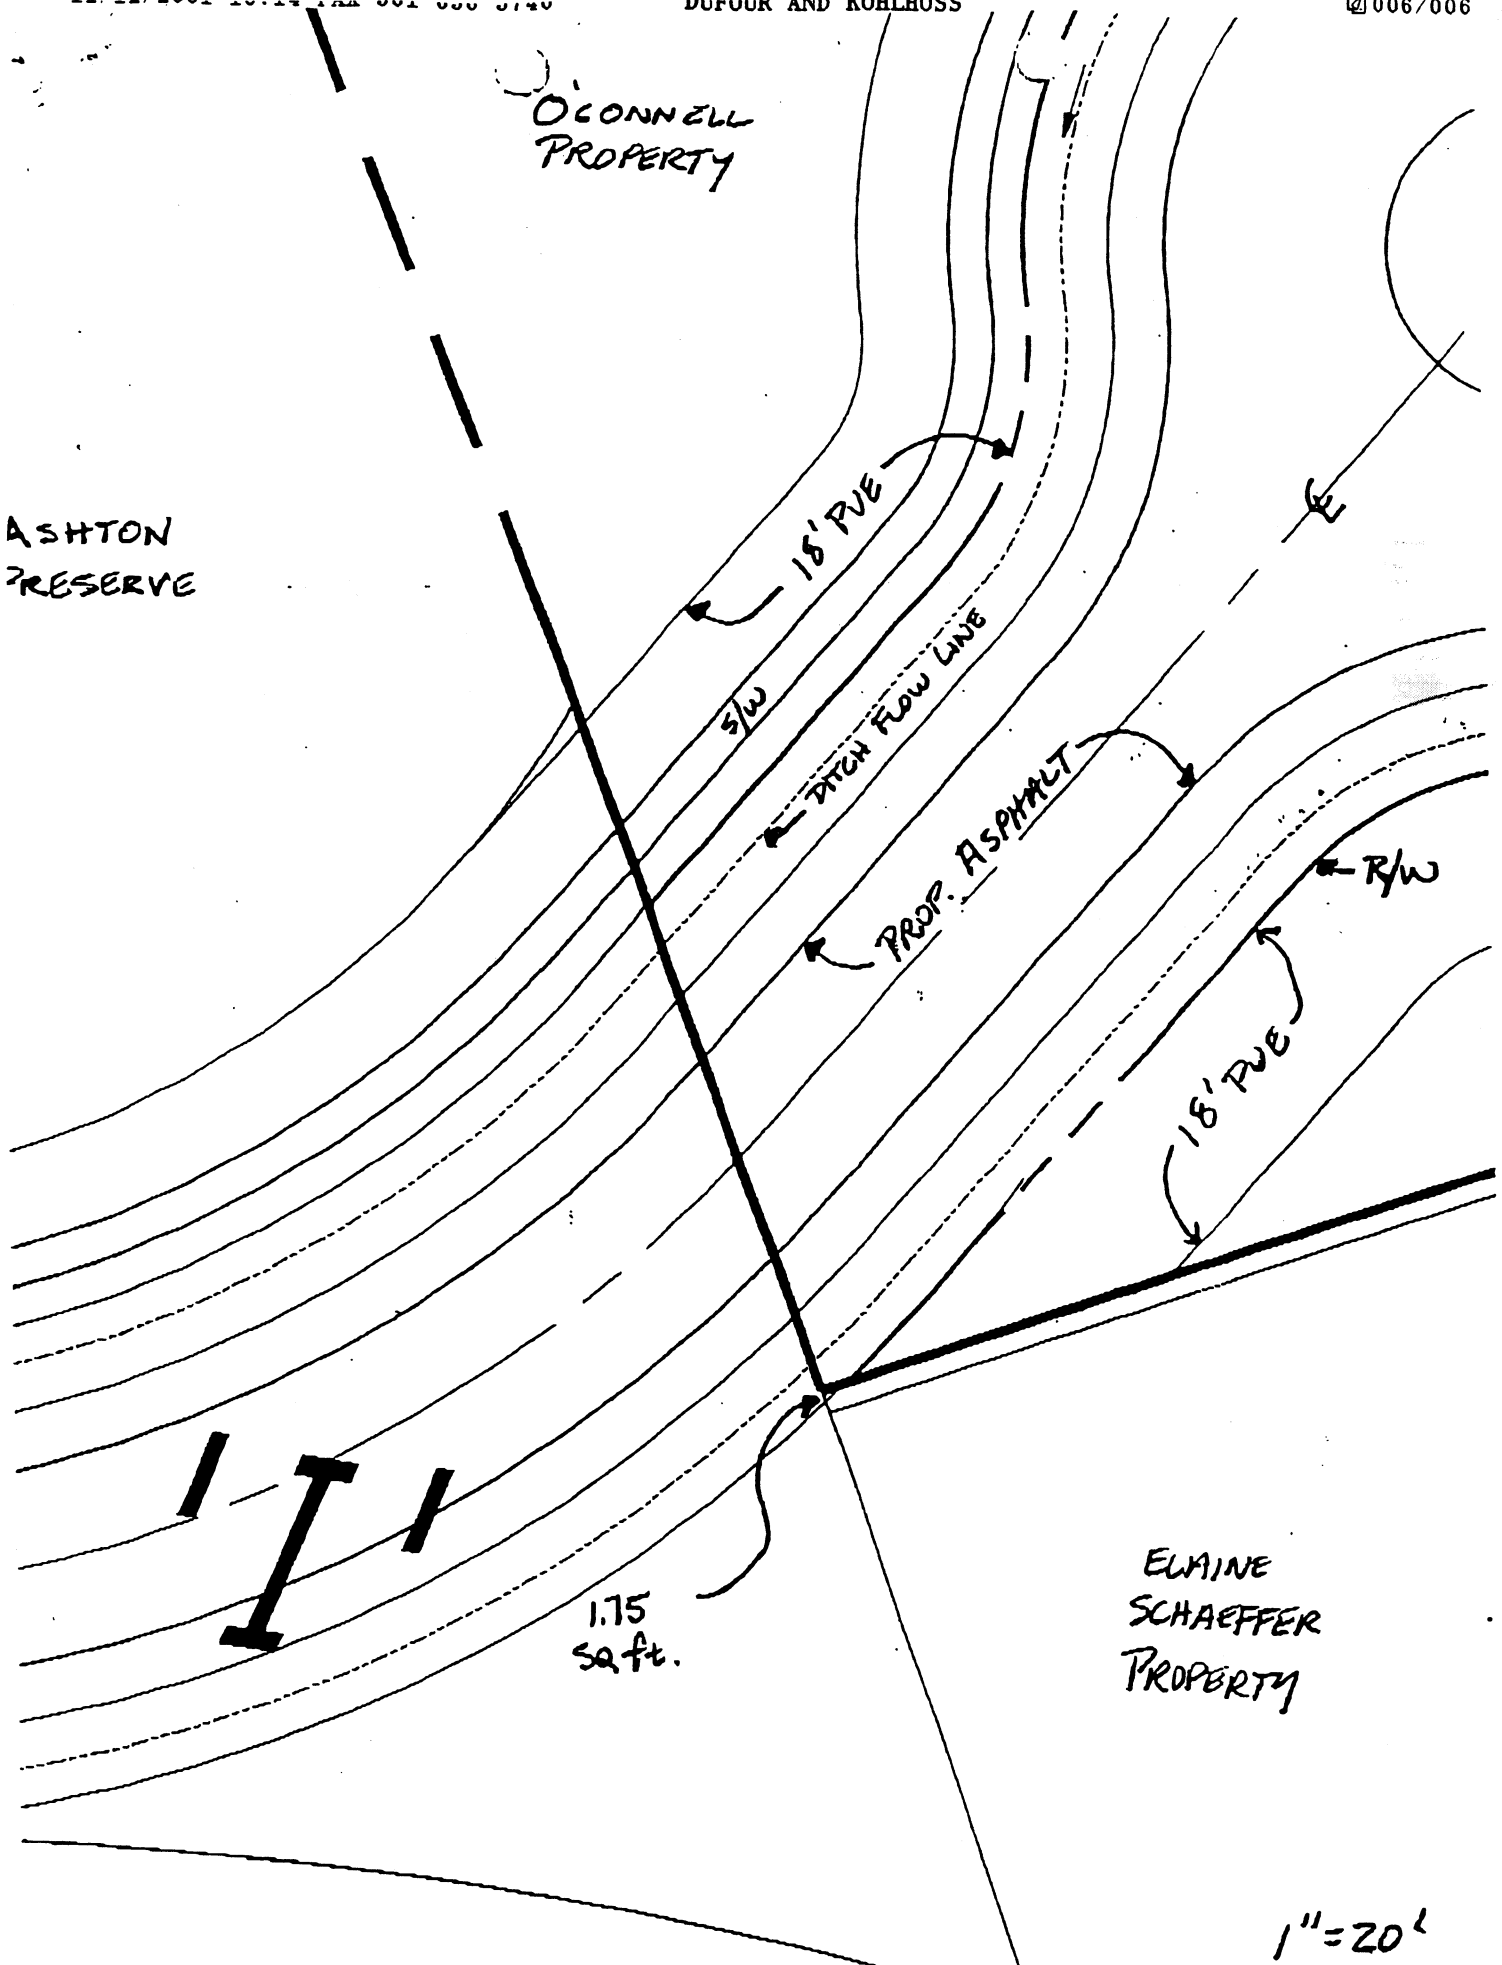 DUFOUR AND KOHLHOSS
006/006
O'CONNELL
PROPERTY
ASHTON
PRESERVE
18' PUE
S/W
DITCH FLOW LINE
PROP. ASPHALT
R/W
18' PUE
1.75
sq ft.
ELAINE
SCHAEFFER
PROPERTY
1"=20'